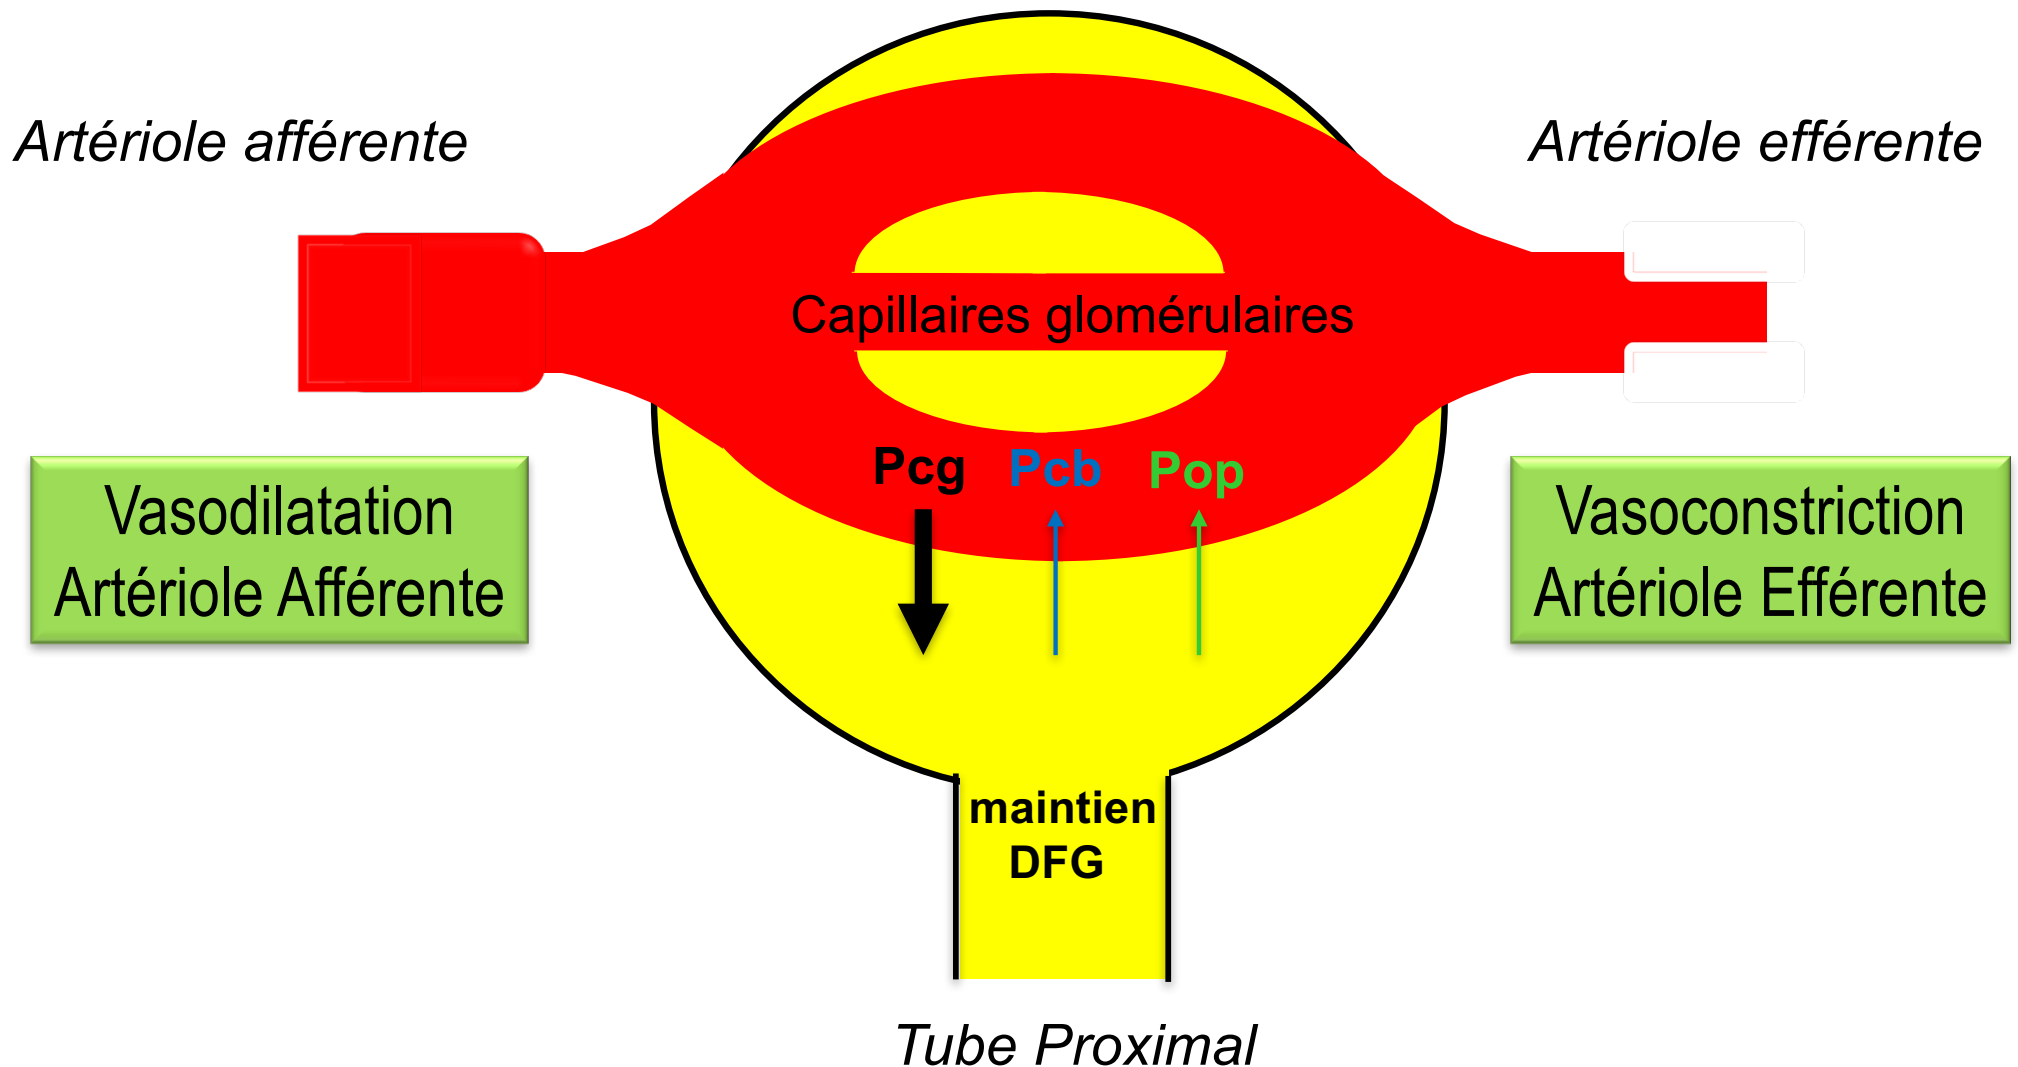 Artériole afférente
Artériole efférente
Capillaires glomérulaires
Pcg Pcb Pop
Vasodilatation
Artériole Afférente
Vasoconstriction
Artériole Efférente
maintien
DFG
Tube Proximal